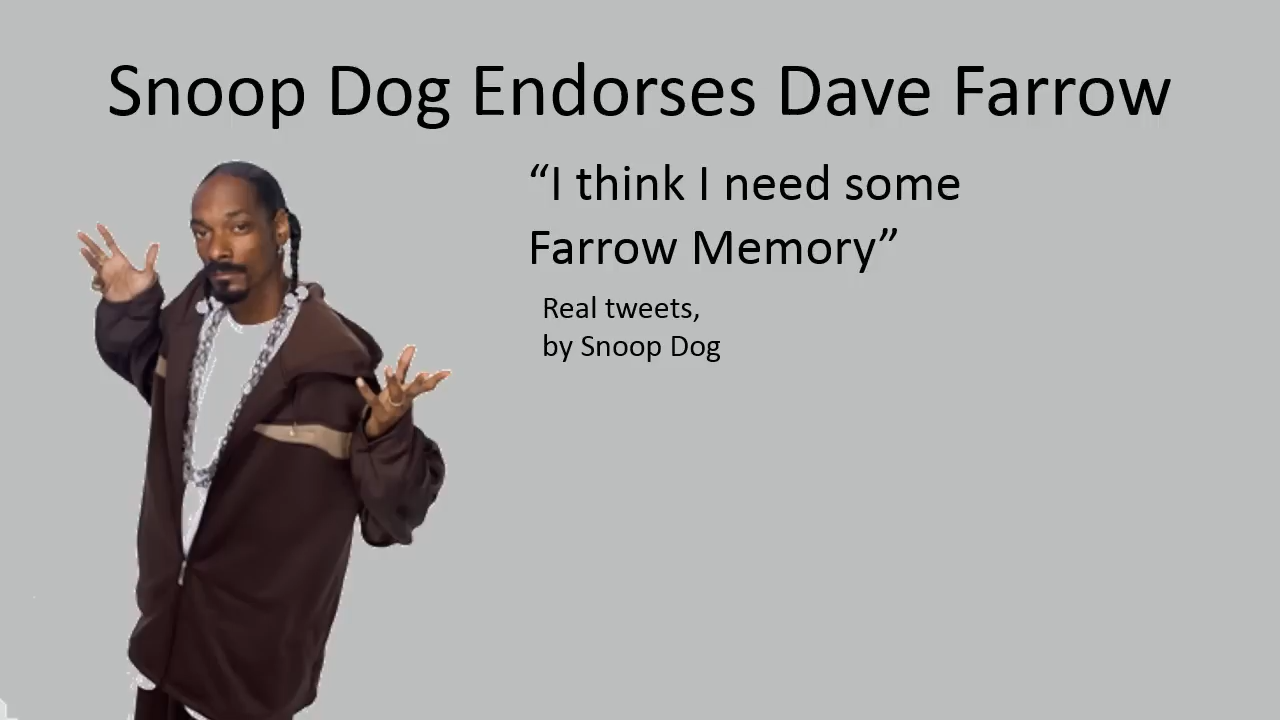 Snoop Dog Endorses Dave Farrow
“I think I need some
Farrow Memory”
Real tweets,
by Snoop Dog